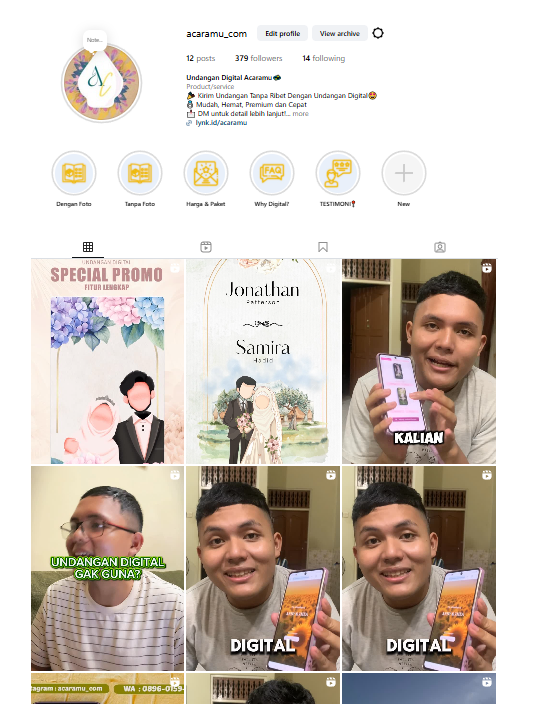 Note...
acaramu_com Edit profile View archive
12 posts 379 followers 14 following
Undangan Digital Acaramu
Product/service
Kirim Undangan Tanpa Ribet Dengan Undangan Digital
Mudah, Hemat, Premium dan Cepat
DM untuk detail lebih lanjut!... more
lynk.id/acaramu
FAQ
Dengan Foto Tanpa Foto Harga & Paket Why Digital? TESTIMONI New
UNDANGAN DIGITAL
SPECIAL PROMO
FITUR LENGKAP
Jonathan
Patterson
Samira
Hadid
KALIAN
UNDANGAN DIGITAL
GAK GUNA?
DIGITAL
DIGITAL
tagram : acaramu_com WA : 0896-0159-